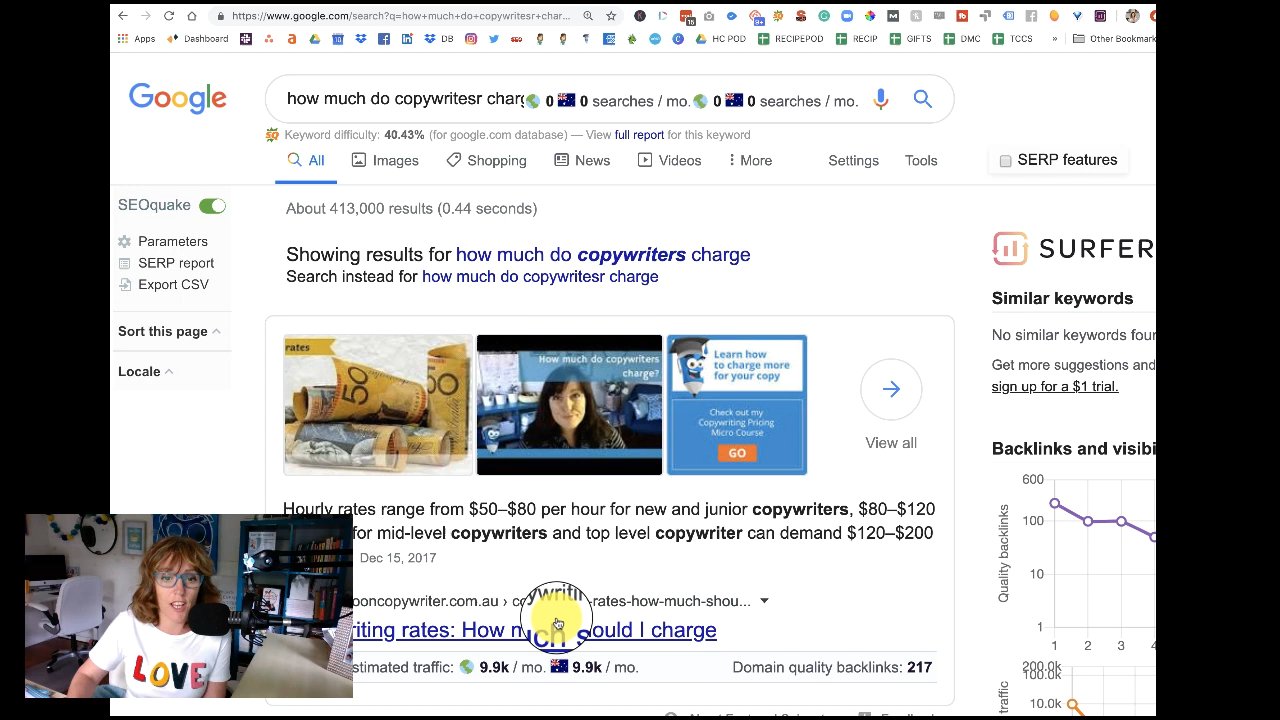 https://www.google.com/search?q=how+much+do+copywritesr+char...
Apps Dashboard DB HC POD RECIPEPOD RECIP GIFTS DMC TCCS » Other Bookmark
Google
how much do copywritesr charg 0 0 searches / mo. 0 0 searches / mo.
Keyword difficulty: 40.43% (for google.com database) — View full report for this keyword
All Images Shopping News Videos More Settings Tools
SERP features
SEOquake
Parameters
SERP report
Export CSV
Sort this page
Locale
About 413,000 results (0.44 seconds)
Showing results for how much do copywriters charge
Search instead for how much do copywritesr charge
rates
50
How much do copywriters
charge?
Learn how
to charge more
for your copy
Check out my
Copywriting Pricing
Micro Course
GO
View all
Hourly rates range from $50–$80 per hour for new and junior copywriters, $80–$120
for mid-level copywriters and top level copywriter can demand $120–$200
Dec 15, 2017
ooncopywriter.com.au › -rates-how-much-shou...
iting rates: How much should I charge
stimated traffic: 9.9k / mo. 9.9k / mo. Domain quality backlinks: 217
SURFER
Similar keywords
No similar keywords four
Get more suggestions and
sign up for a $1 trial.
Backlinks and visibi
Quality backlinks
600
100
10
1
1 2 3 4
200.0k
100.0k
10.0k
traffic
LOVE